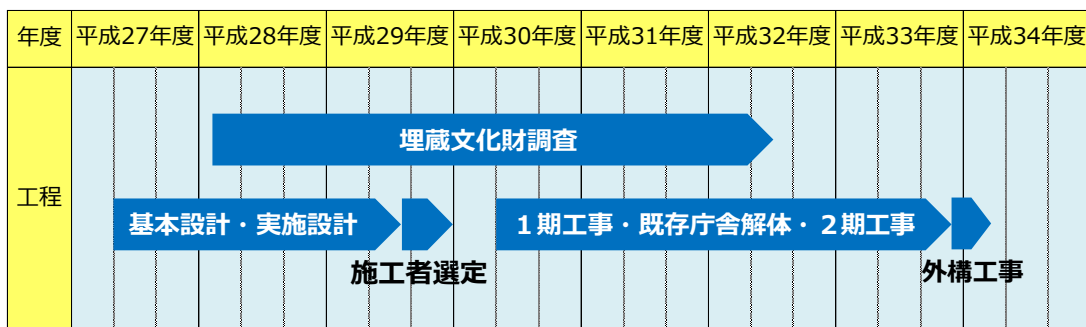 年度 平成27年度 平成28年度 平成29年度 平成30年度 平成31年度 平成32年度 平成33年度 平成34年度
埋蔵文化財調査
工程
基本設計・実施設計
１期工事・既存庁舎解体・２期工事
施工者選定
外構工事